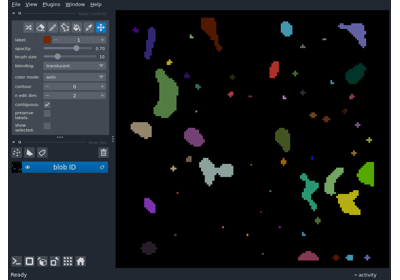 File View Plugins Window Help
label: 1
opacity: 0.70
brush size: 10
blending: translucent
color mode: auto
contour: 0
n edit dim: 2
contiguous:
preserve
labels:
show
selected:
blob ID
Ready
activity